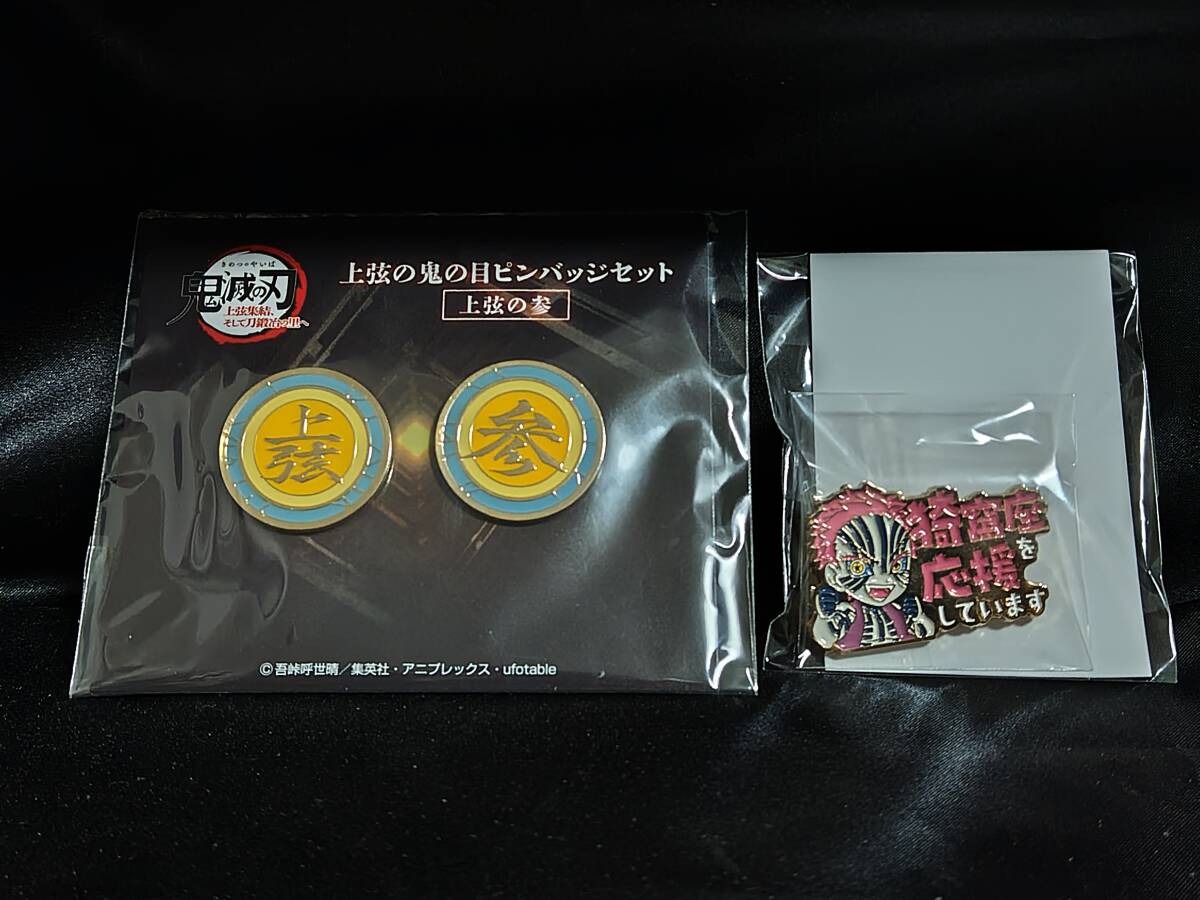 きめつのやいば
鬼滅の刃
上弦集結、
そして刀鍛冶の里へ
上弦の鬼の目ピンバッジセット
上弦の参
上弦
参
©吾峠呼世晴／集英社・アニプレックス・ufotable
猗窩座を
応援
しています